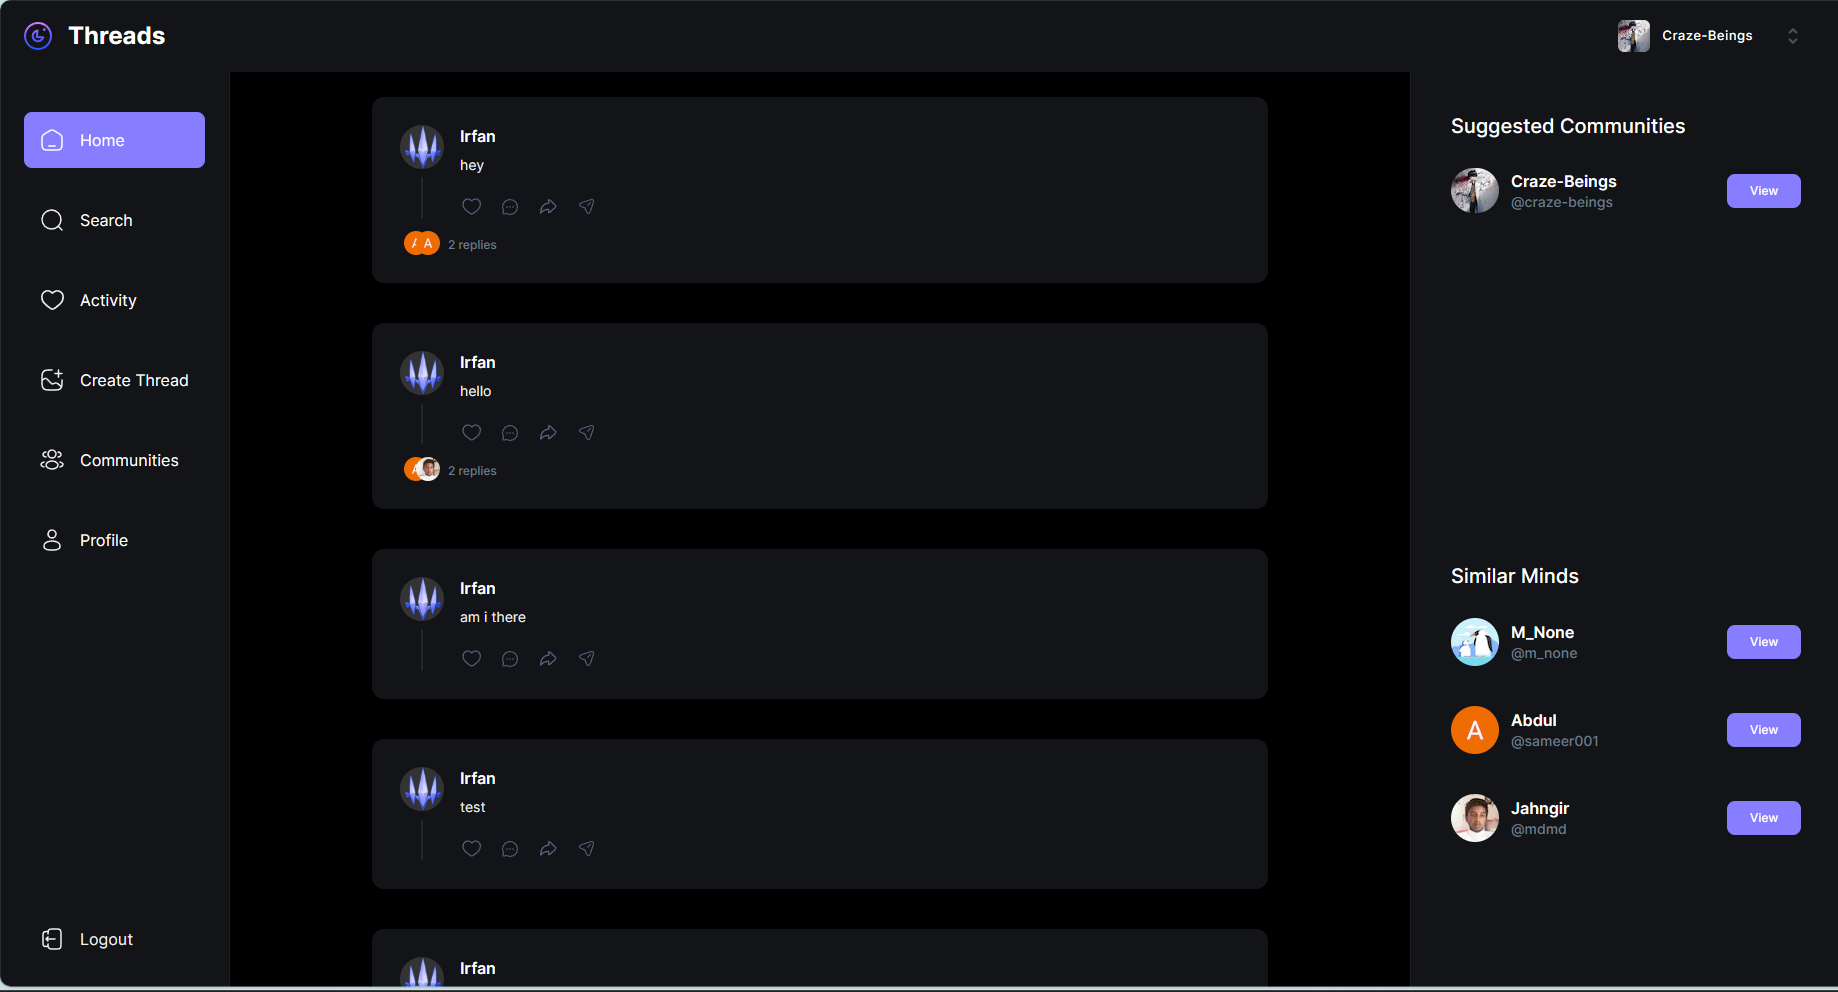 Threads
Craze-Beings
Home
Search
Activity
Create Thread
Communities
Profile
Logout
Irfan
hey
A A 2 replies
Irfan
hello
A 2 replies
Irfan
am i there
Irfan
test
Irfan
Suggested Communities
Craze-Beings
@craze-beings
View
Similar Minds
M_None
@m_none
View
A
Abdul
@sameer001
View
Jahngir
@mdmd
View